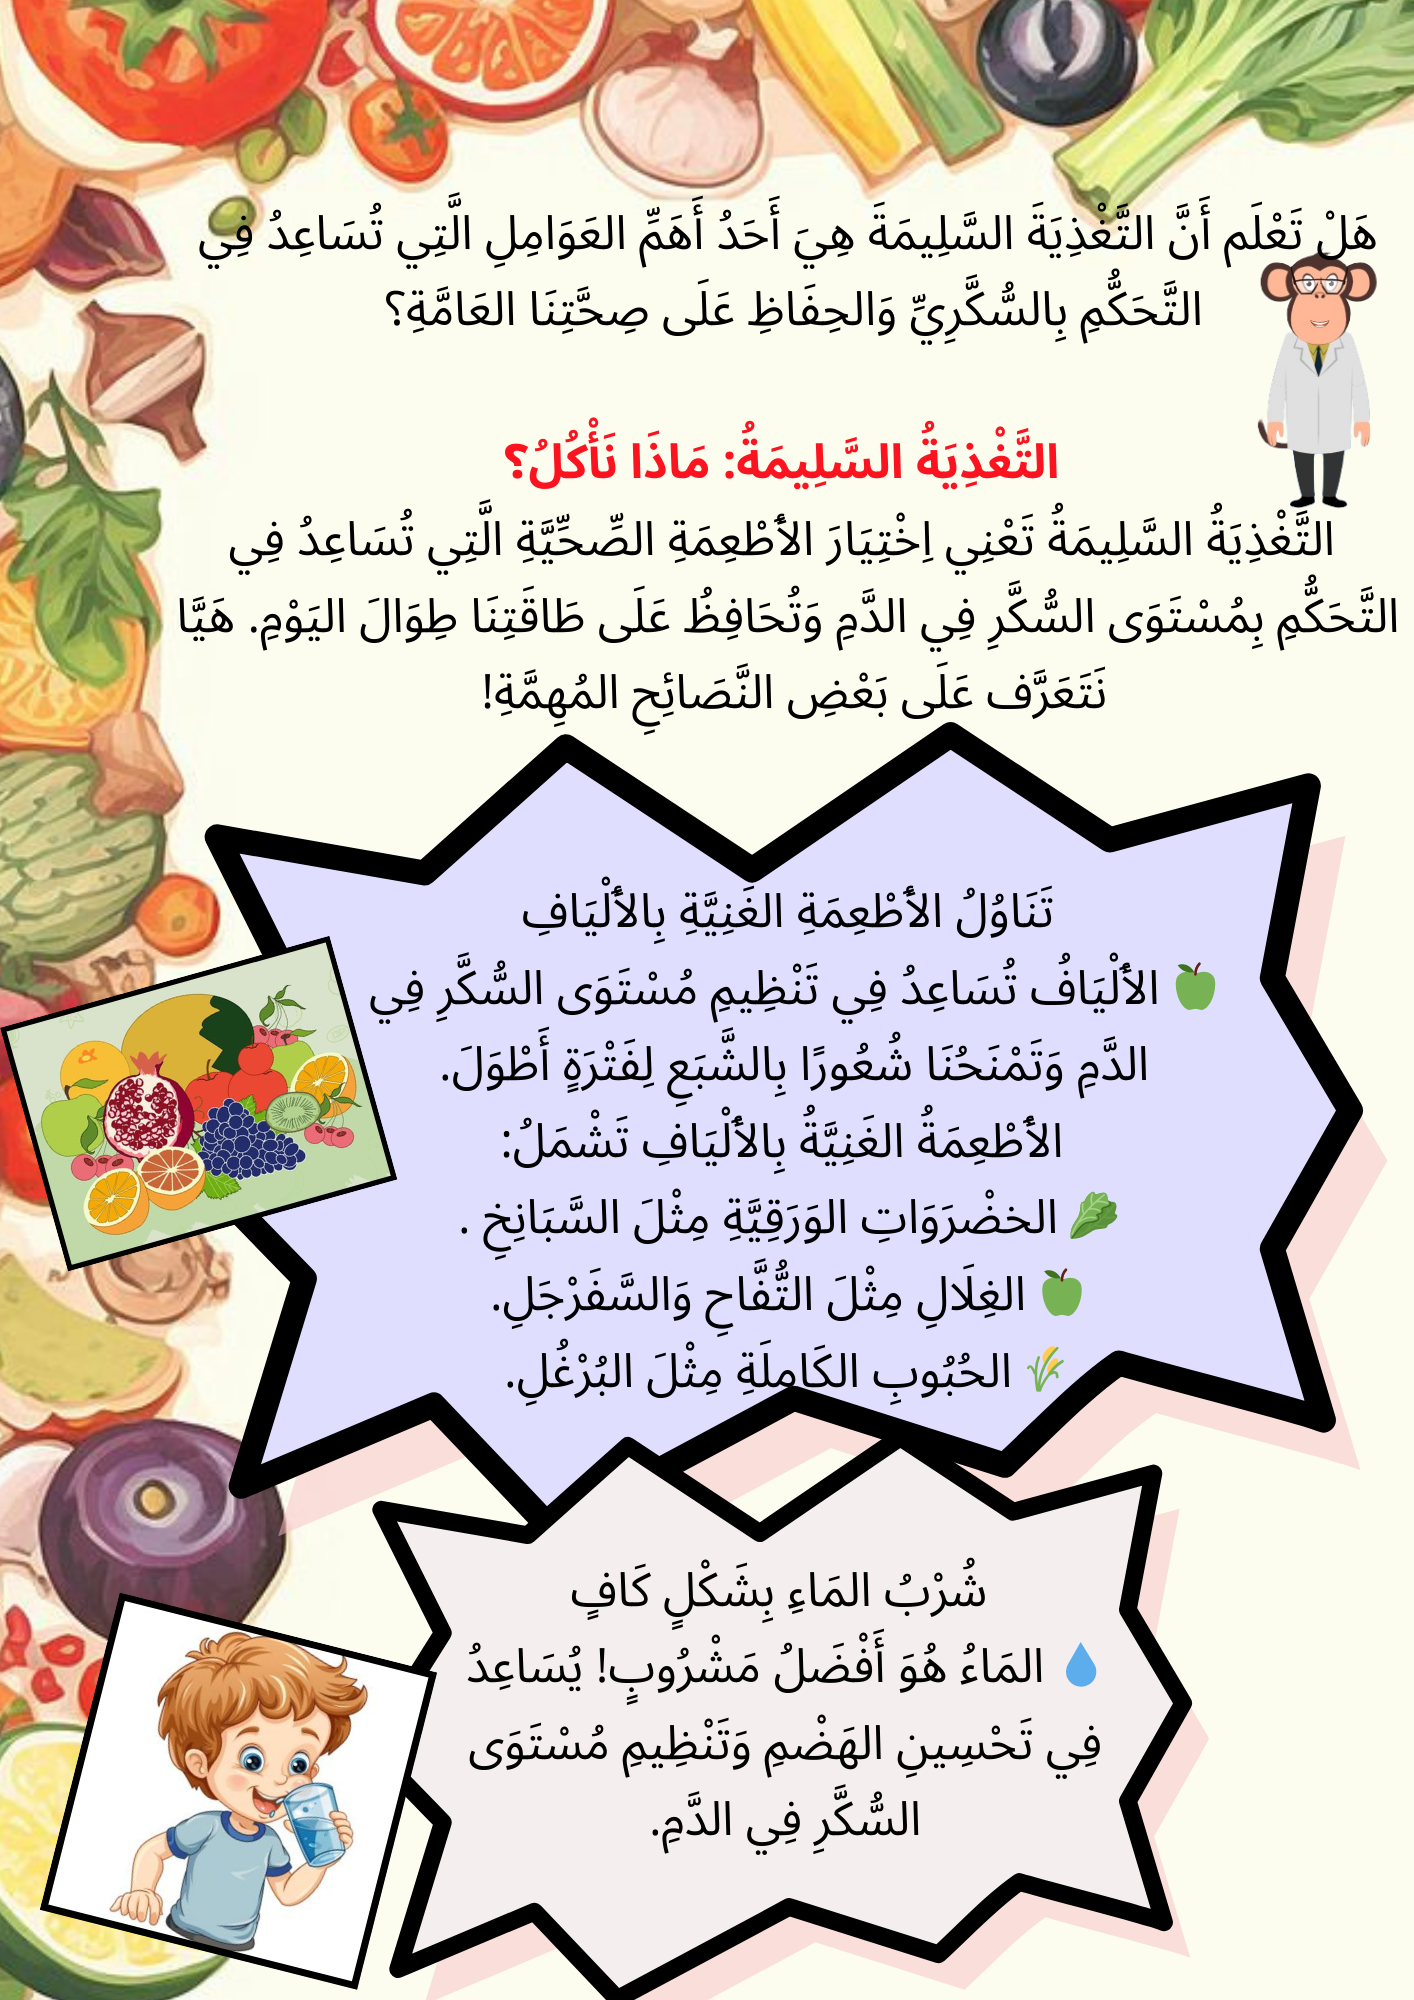 هَلْ تَعْلَم أَنَّ التَّغْذِيَةَ السَّلِيمَةَ هِيَ أَحَدُ أَهَمِّ العَوَامِلِ الَّتِي تُسَاعِدُ فِي
التَّحَكُّمِ بِالسُّكَّرِيِّ وَالحِفَاظِ عَلَى صِحَّتِنَا العَامَّةِ؟
التَّغْذِيَةُ السَّلِيمَةُ: مَاذَا نَأْكُلُ؟
التَّغْذِيَةُ السَّلِيمَةُ تَعْنِي اِخْتِيَارَ الأَطْعِمَةِ الصِّحِّيَّةِ الَّتِي تُسَاعِدُ فِي
التَّحَكُّمِ بِمُسْتَوَى السُّكَّرِ فِي الدَّمِ وَتُحَافِظُ عَلَى طَاقَتِنَا طِوَالَ اليَوْمِ. هَيَّا
نَتَعَرَّف عَلَى بَعْضِ النَّصَائِحِ المُهِمَّةِ!
تَنَاوُلُ الأَطْعِمَةِ الغَنِيَّةِ بِالأَلْيَافِ
🍏 الأَلْيَافُ تُسَاعِدُ فِي تَنْظِيمِ مُسْتَوَى السُّكَّرِ فِي
الدَّمِ وَتَمْنَحُنَا شُعُورًا بِالشَّبَعِ لِفَتْرَةٍ أَطْوَلَ.
الأَطْعِمَةُ الغَنِيَّةُ بِالأَلْيَافِ تَشْمَلُ:
🥬 الخضْرَوَاتِ الوَرَقِيَّةِ مِثْلَ السَّبَانِخِ .
🍏 الغِلَالِ مِثْلَ التُّفَّاحِ وَالسَّفَرْجَلِ.
🌾 الحُبُوبِ الكَامِلَةِ مِثْلَ البُرْغُلِ.
شُرْبُ المَاءِ بِشَكْلٍ كَافٍ
💧 المَاءُ هُوَ أَفْضَلُ مَشْرُوبٍ! يُسَاعِدُ
فِي تَحْسِينِ الهَضْمِ وَتَنْظِيمِ مُسْتَوَى
السُّكَّرِ فِي الدَّمِ.